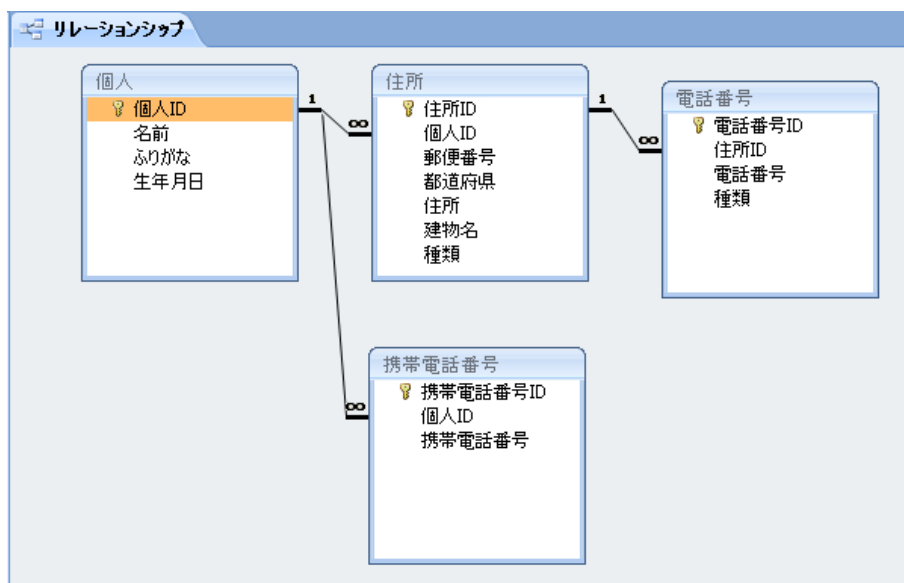 リレーションシップ
個人
個人ID
名前
ふりがな
生年月日
1
∞
住所
住所ID
個人ID
郵便番号
都道府県
住所
建物名
種類
1
∞
電話番号
電話番号ID
住所ID
電話番号
種類
∞
携帯電話番号
携帯電話番号ID
個人ID
携帯電話番号